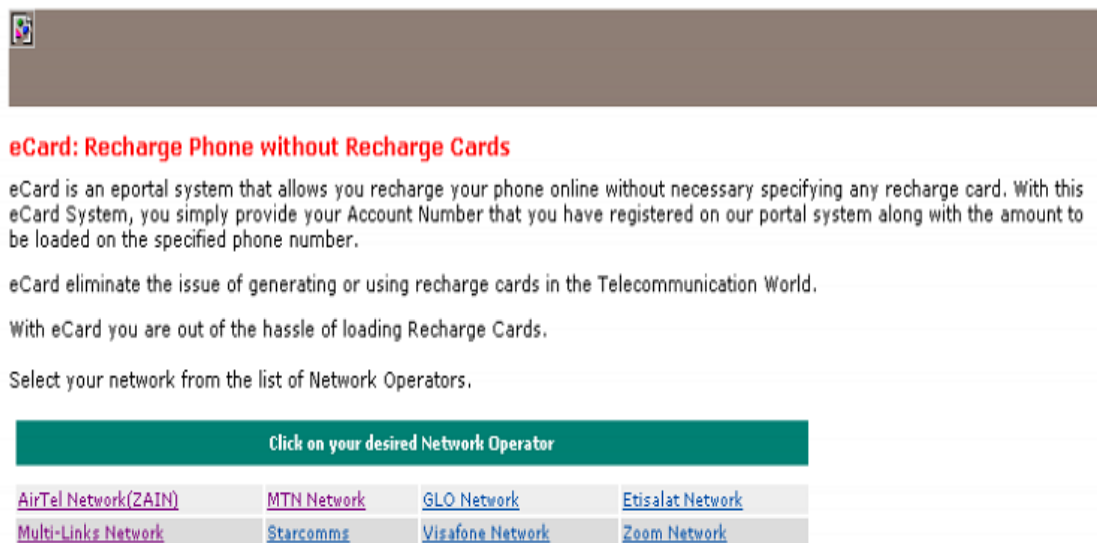 eCard: Recharge Phone without Recharge Cards
eCard is an eportal system that allows you recharge your phone online without necessary specifying any recharge card. With this
eCard System, you simply provide your Account Number that you have registered on our portal system along with the amount to
be loaded on the specified phone number.
eCard eliminate the issue of generating or using recharge cards in the Telecommunication World.
With eCard you are out of the hassle of loading Recharge Cards.
Select your network from the list of Network Operators.
Click on your desired Network Operator
AirTel Network(ZAIN) MTN Network GLO Network Etisalat Network
Multi-Links Network Starcomms Visafone Network Zoom Network